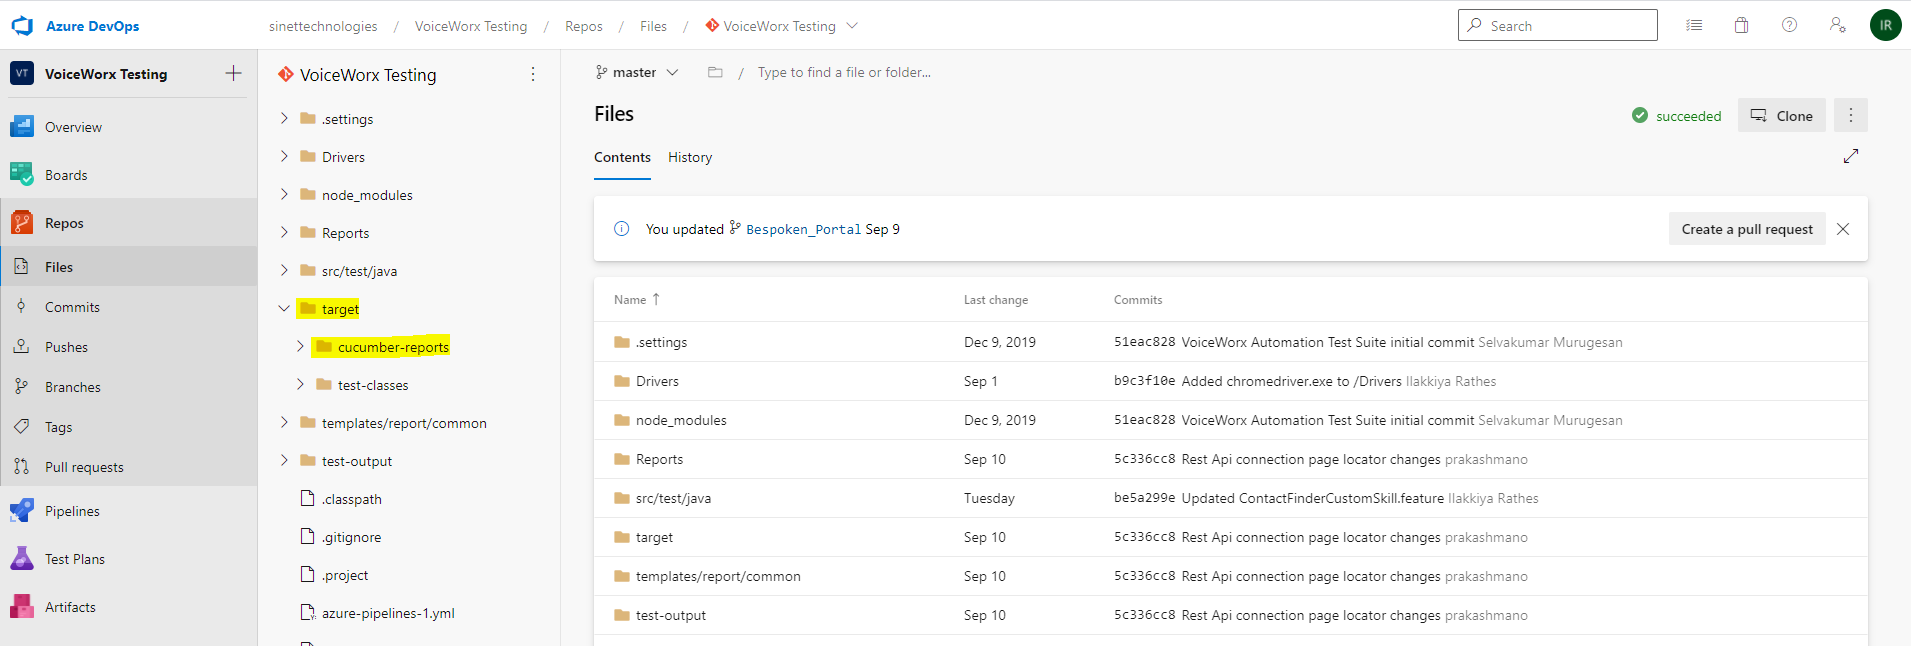 Azure DevOps
sinettechnologies / VoiceWorx Testing / Repos / Files / VoiceWorx Testing
Search
IR
VT VoiceWorx Testing
Overview
Boards
Repos
Files
Commits
Pushes
Branches
Tags
Pull requests
Pipelines
Test Plans
Artifacts
VoiceWorx Testing
.settings
Drivers
node_modules
Reports
src/test/java
target
cucumber-reports
test-classes
templates/report/common
test-output
.classpath
.gitignore
.project
azure-pipelines-1.yml
master / Type to find a file or folder...
Files
succeeded Clone
Contents History
You updated Bespoken_Portal Sep 9 Create a pull request
Name ↑ Last change Commits
.settings Dec 9, 2019 51eac828 VoiceWorx Automation Test Suite initial commit Selvakumar Murugesan
Drivers Sep 1 b9c3f10e Added chromedriver.exe to /Drivers Ilakkiya Rathes
node_modules Dec 9, 2019 51eac828 VoiceWorx Automation Test Suite initial commit Selvakumar Murugesan
Reports Sep 10 5c336cc8 Rest Api connection page locator changes prakashmano
src/test/java Tuesday be5a299e Updated ContactFinderCustomSkill.feature Ilakkiya Rathes
target Sep 10 5c336cc8 Rest Api connection page locator changes prakashmano
templates/report/common Sep 10 5c336cc8 Rest Api connection page locator changes prakashmano
test-output Sep 10 5c336cc8 Rest Api connection page locator changes prakashmano